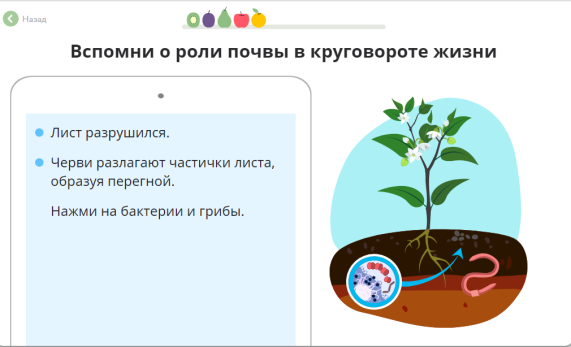 Назад
Вспомни о роли почвы в круговороте жизни
Лист разрушился.
Черви разлагают частички листа,
образуя перегной.
Нажми на бактерии и грибы.